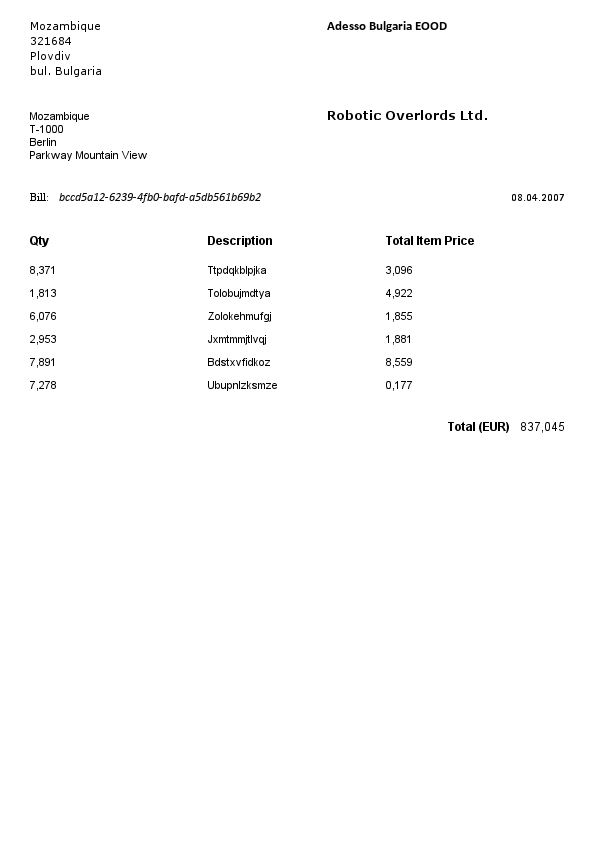 Mozambique
321684
Plovdiv
bul. Bulgaria
Adesso Bulgaria EOOD
Mozambique
T-1000
Berlin
Parkway Mountain View
Robotic Overlords Ltd.
Bill: bccd5a12-6239-4fb0-bafd-a5db561b69b2 08.04.2007
Qty Description Total Item Price
8,371 Ttpdqkblpjka 3,096
1,813 Tolobujmdtya 4,922
6,076 Zolokehmufgj 1,855
2,953 Jxmtmmjtlvqj 1,881
7,891 Bdstxvfidkoz 8,559
7,278 Ubupnlzksmze 0,177
Total (EUR) 837,045